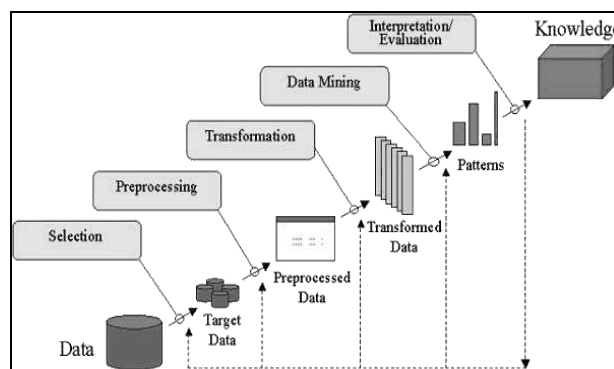 Interpretation/
Evaluation
Knowledge
Data Mining
Transformation
Patterns
Preprocessing
Transformed
Data
Selection
Preprocessed
Data
Target
Data
Data